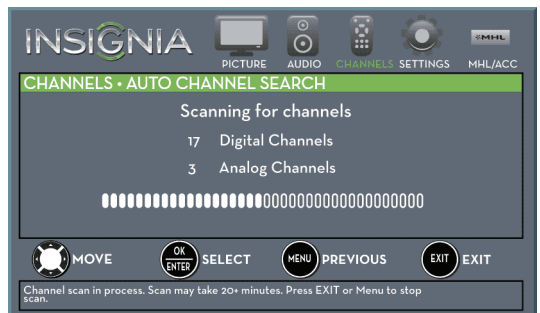 INSIGNIA
PICTURE AUDIO CHANNELS SETTINGS MHL MHL/ACC
CHANNELS • AUTO CHANNEL SEARCH
Scanning for channels
17 Digital Channels
3 Analog Channels
MOVE OK ENTER SELECT MENU PREVIOUS EXIT EXIT
Channel scan in process. Scan may take 20+ minutes. Press EXIT or Menu to stop
scan.